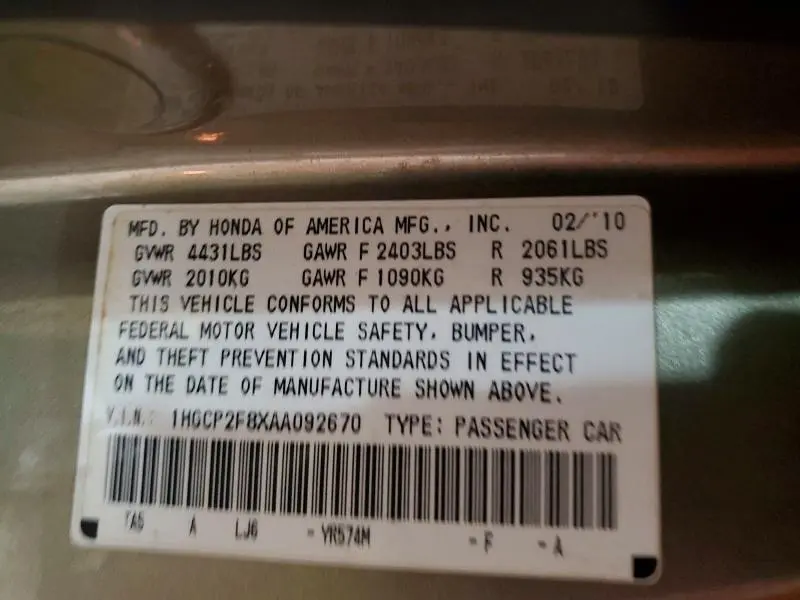 MFD. BY HONDA OF AMERICA MFG., INC. 02/'10
GVWR 4431LBS GAWR F 2403LBS R 2061LBS
GVWR 2010KG GAWR F 1090KG R 935KG
THIS VEHICLE CONFORMS TO ALL APPLICABLE
FEDERAL MOTOR VEHICLE SAFETY, BUMPER,
AND THEFT PREVENTION STANDARDS IN EFFECT
ON THE DATE OF MANUFACTURE SHOWN ABOVE.
V.I.N.: 1HGCP2F8XAA092670 TYPE: PASSENGER CAR
TA5 A LJ6 - YR574M - F - A